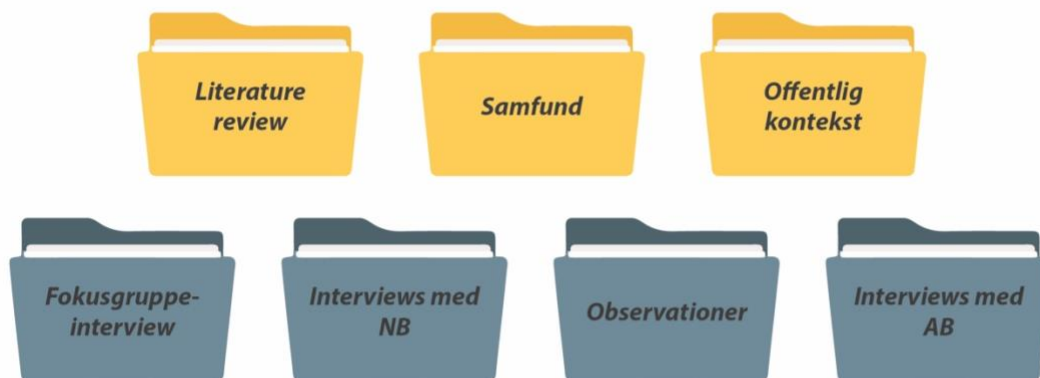 Literature
review
Samfund
Offentlig
kontekst
Fokusgruppe-
interview
Interviews med
NB
Observationer
Interviews med
AB